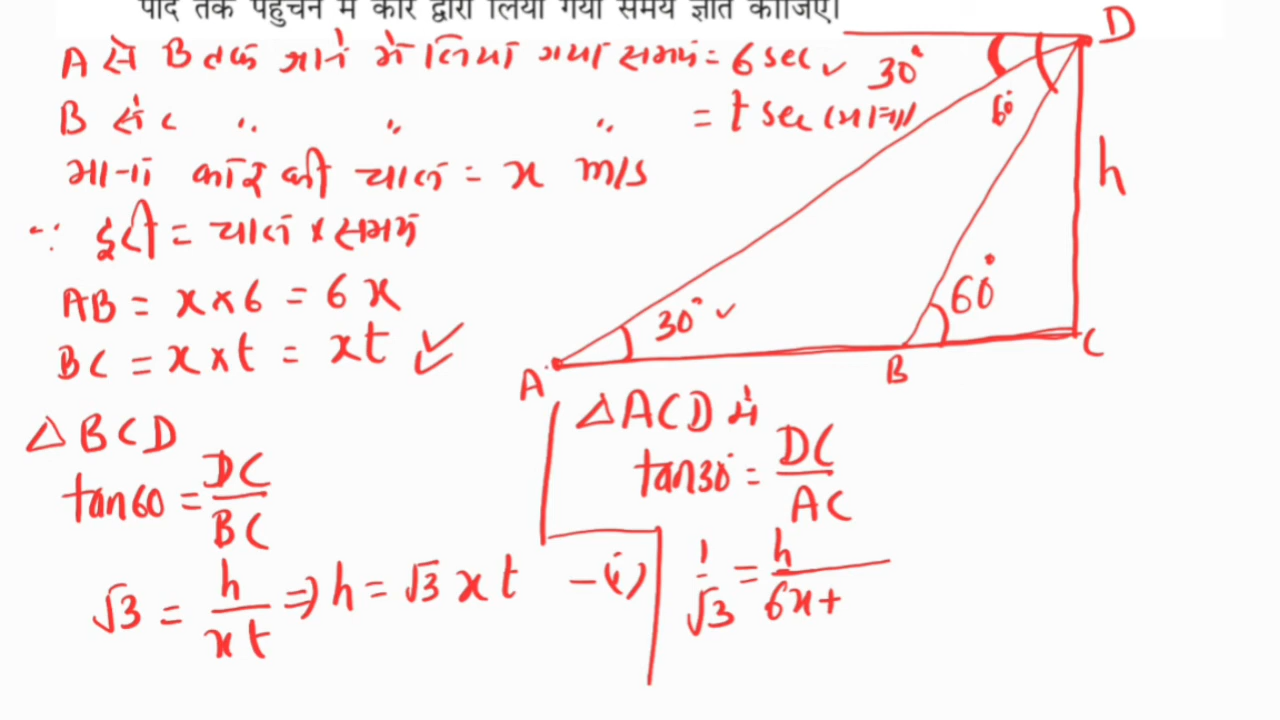 पाद तक पहुँचने में कार द्वारा लिया गया समय ज्ञात कीजिए।
A से B तक जाने में लिया गया समय = 6 sec ✓
B से C " " " = t sec (माना)
माना कार की चाल = x m/s
∵ दूरी = चाल × समय
AB = x × 6 = 6x
BC = x × t = xt ✓
△BCD
tan60 = DC/BC
√3 = h/xt ⇒ h = √3 xt –(i)
D
30°
60°
h
30° ✓
60°
A
B
C
△ACD में
tan30° = DC/AC
1/√3 = h/6x+